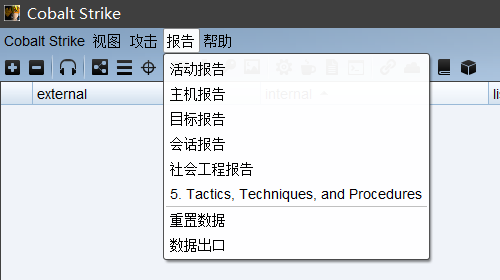 Cobalt Strike
Cobalt Strike 视图 攻击 报告 帮助
external internal lis
活动报告
主机报告
目标报告
会话报告
社会工程报告
5. Tactics, Techniques, and Procedures
重置数据
数据出口